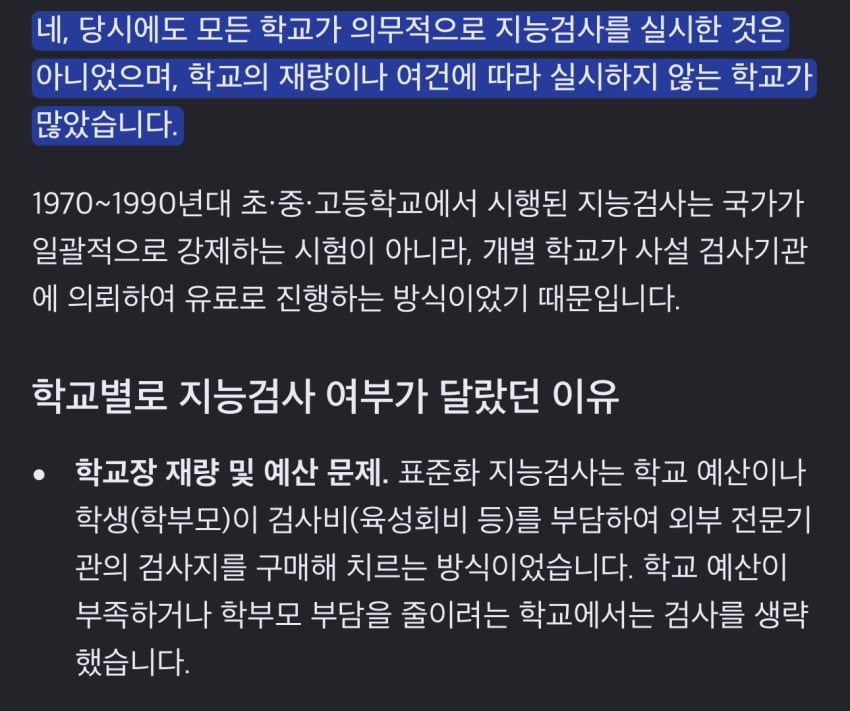 네, 당시에도 모든 학교가 의무적으로 지능검사를 실시한 것은
아니었으며, 학교의 재량이나 여건에 따라 실시하지 않는 학교가
많았습니다.
1970~1990년대 초·중·고등학교에서 시행된 지능검사는 국가가
일괄적으로 강제하는 시험이 아니라, 개별 학교가 사설 검사기관
에 의뢰하여 유료로 진행하는 방식이었기 때문입니다.
학교별로 지능검사 여부가 달랐던 이유
• 학교장 재량 및 예산 문제. 표준화 지능검사는 학교 예산이나
학생(학부모)이 검사비(육성회비 등)를 부담하여 외부 전문기
관의 검사지를 구매해 치르는 방식이었습니다. 학교 예산이
부족하거나 학부모 부담을 줄이려는 학교에서는 검사를 생략
했습니다.